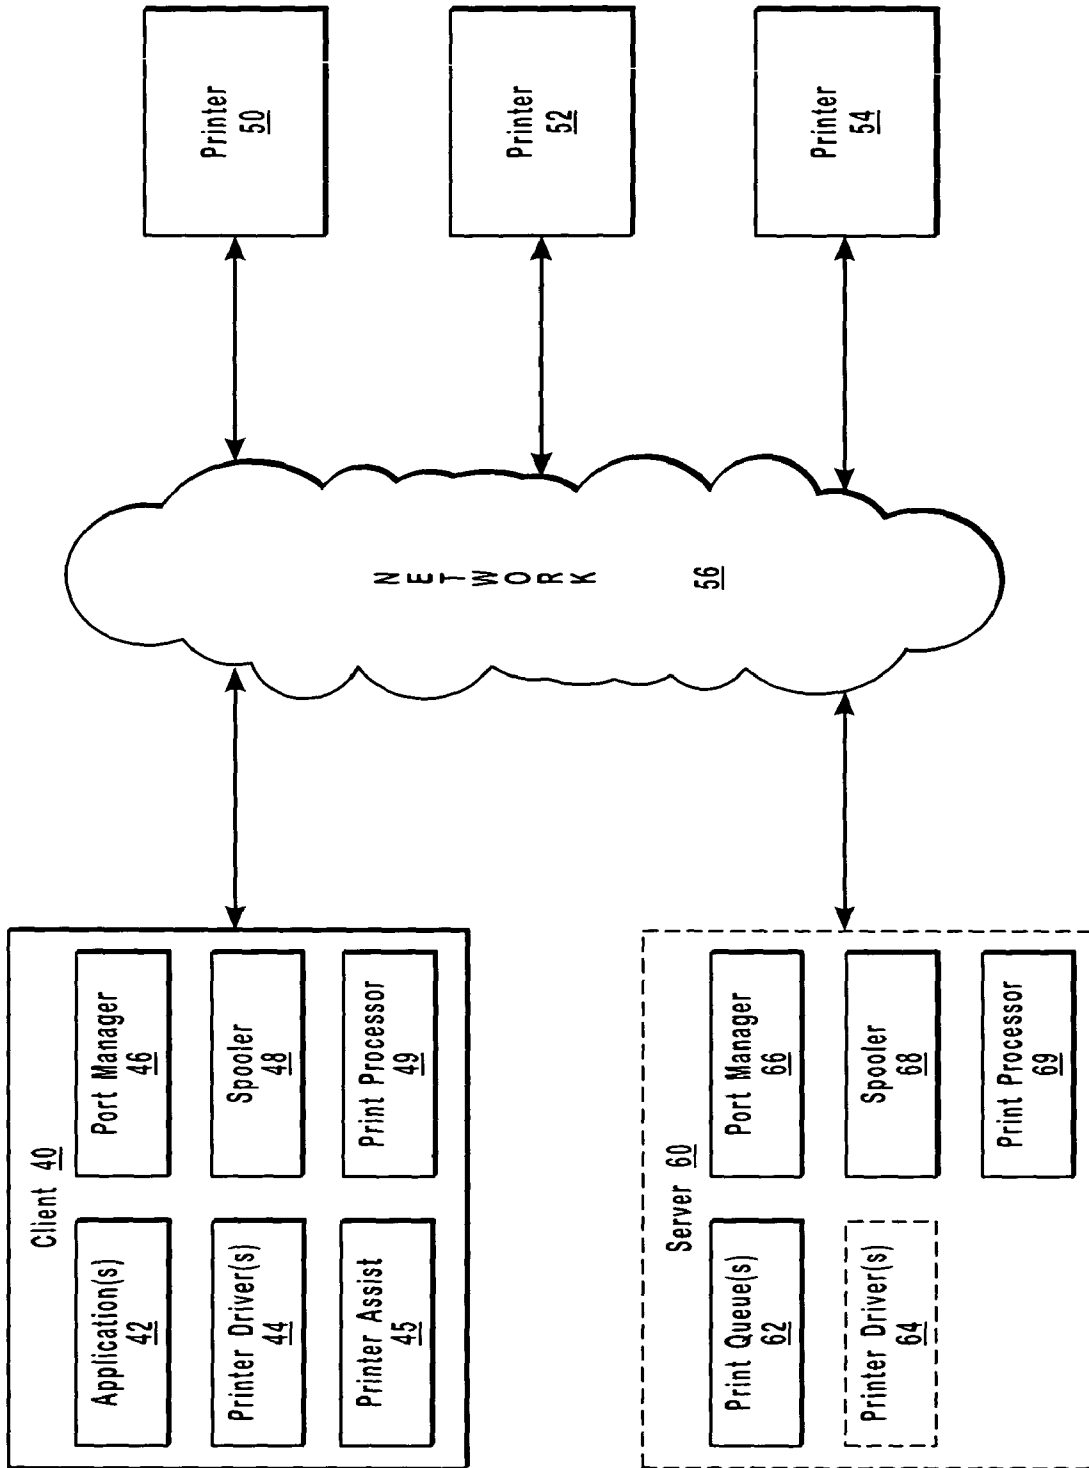 Client 40
Application(s)
42
Port Manager
46
Printer Driver(s)
44
Spooler
48
Printer Assist
45
Print Processor
49
Server 60
Print Queue(s)
62
Port Manager
66
Printer Driver(s)
64
Spooler
68
Print Processor
69
NETWORK
56
Printer
50
Printer
52
Printer
54